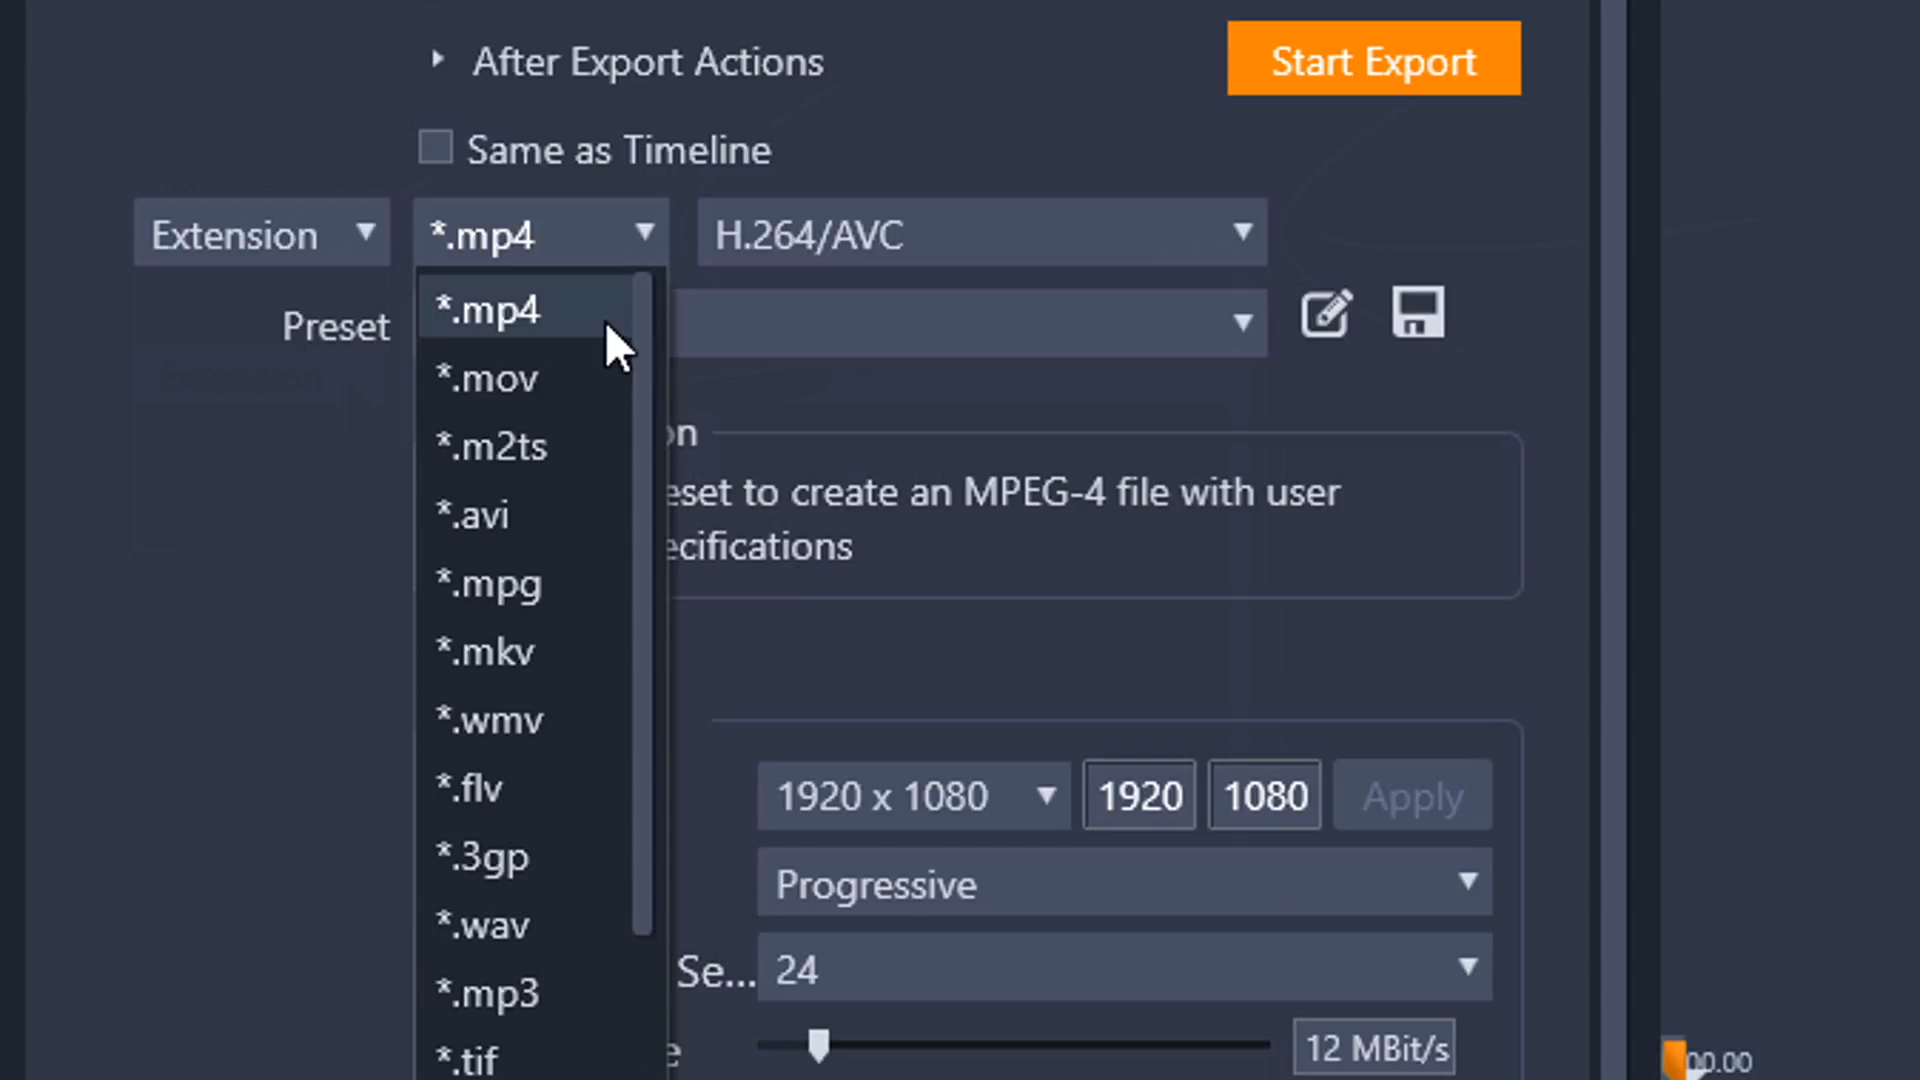 After Export Actions
Start Export
Same as Timeline
Extension
*.mp4
H.264/AVC
*.mp4
Preset
*.mov
*.m2ts
*.avi
*.mpg
*.mkv
*.wmv
*.flv
*.3gp
*.wav
*.mp3
*.tif
eset to create an MPEG-4 file with user
ecifications
1920 x 1080
1920
1080
Apply
Progressive
Se...
24
12 MBit/s
00.00